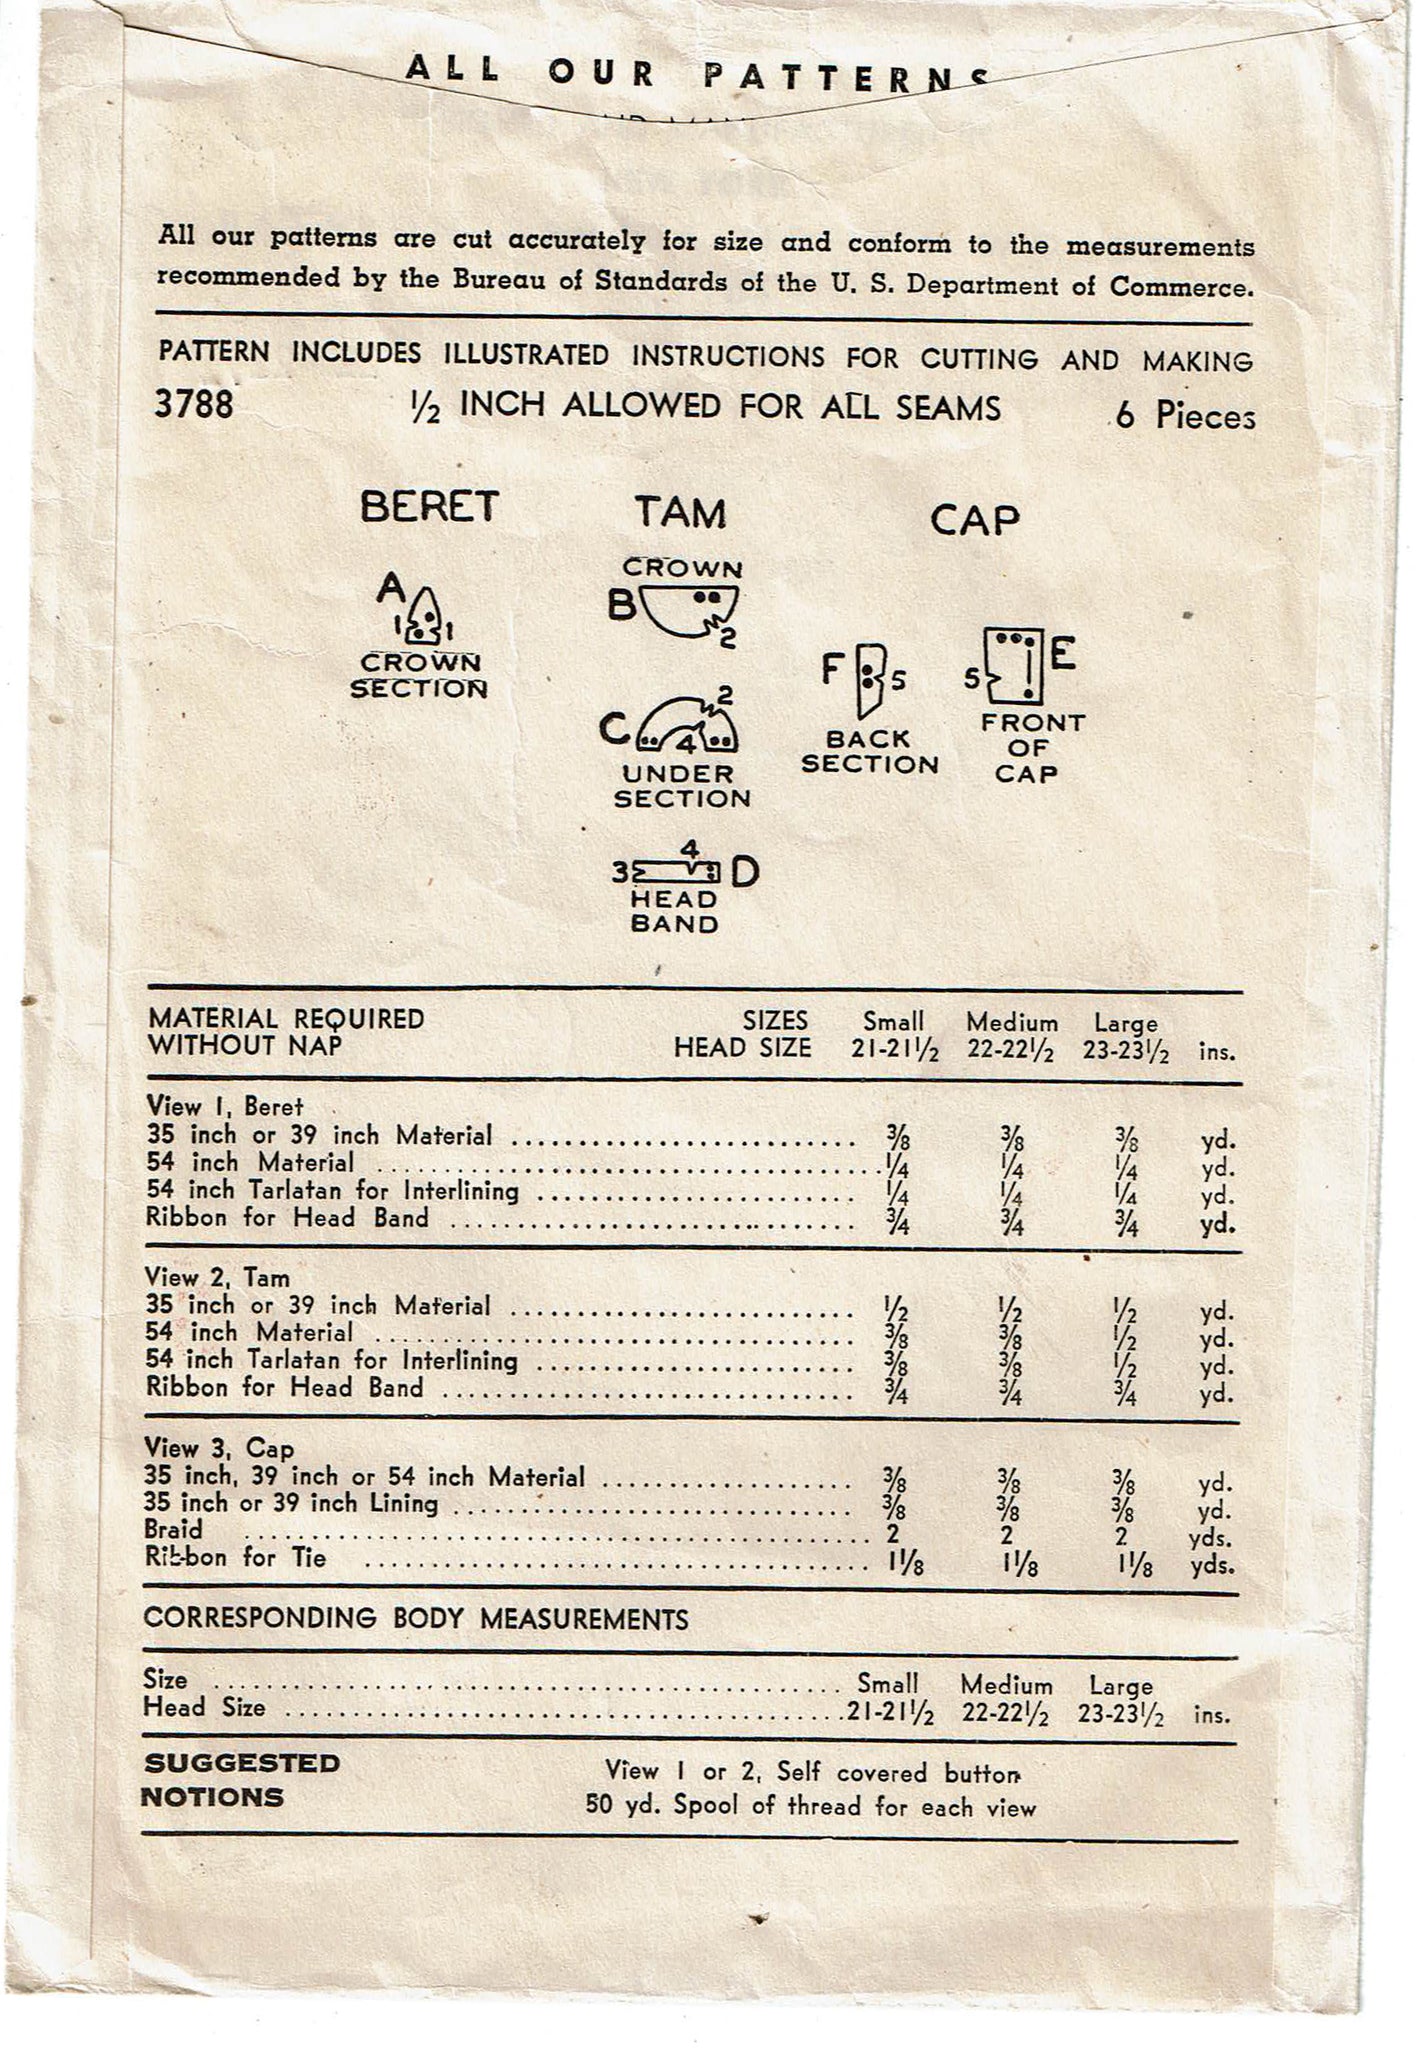 ALL OUR PATTERNS
All our patterns are cut accurately for size and conform to the measurements
recommended by the Bureau of Standards of the U. S. Department of Commerce.
PATTERN INCLUDES ILLUSTRATED INSTRUCTIONS FOR CUTTING AND MAKING
3788 1/2 INCH ALLOWED FOR ALL SEAMS 6 Pieces
BERET
A
1 1
CROWN
SECTION
TAM
CROWN
B
2
C 2
4
UNDER
SECTION
4
3 D
HEAD
BAND
CAP
F 5
BACK
SECTION
5 E
FRONT
OF
CAP
MATERIAL REQUIRED SIZES Small Medium Large
WITHOUT NAP HEAD SIZE 21-21 1/2 22-22 1/2 23-23 1/2 ins.
View 1, Beret
35 inch or 39 inch Material .......................... 3/8 3/8 3/8 yd.
54 inch Material ...................................... 1/4 1/4 1/4 yd.
54 inch Tarlatan for Interlining ........................ 1/4 1/4 1/4 yd.
Ribbon for Head Band .............................. 3/4 3/4 3/4 yd.
View 2, Tam
35 inch or 39 inch Material .......................... 1/2 1/2 1/2 yd.
54 inch Material .................................... 3/8 3/8 1/2 yd.
54 inch Tarlatan for Interlining ........................ 3/8 3/8 1/2 yd.
Ribbon for Head Band ............................... 3/4 3/4 3/4 yd.
View 3, Cap
35 inch, 39 inch or 54 inch Material ................... 3/8 3/8 3/8 yd.
35 inch or 39 inch Lining .............................. 3/8 3/8 3/8 yd.
Braid ............................................... 2 2 2 yds.
Ribbon for Tie ...................................... 1 1/8 1 1/8 1 1/8 yds.
CORRESPONDING BODY MEASUREMENTS
Size ............................................... Small Medium Large
Head Size .......................................... 21-21 1/2 22-22 1/2 23-23 1/2 ins.
SUGGESTED View 1 or 2, Self covered button
NOTIONS 50 yd. Spool of thread for each view